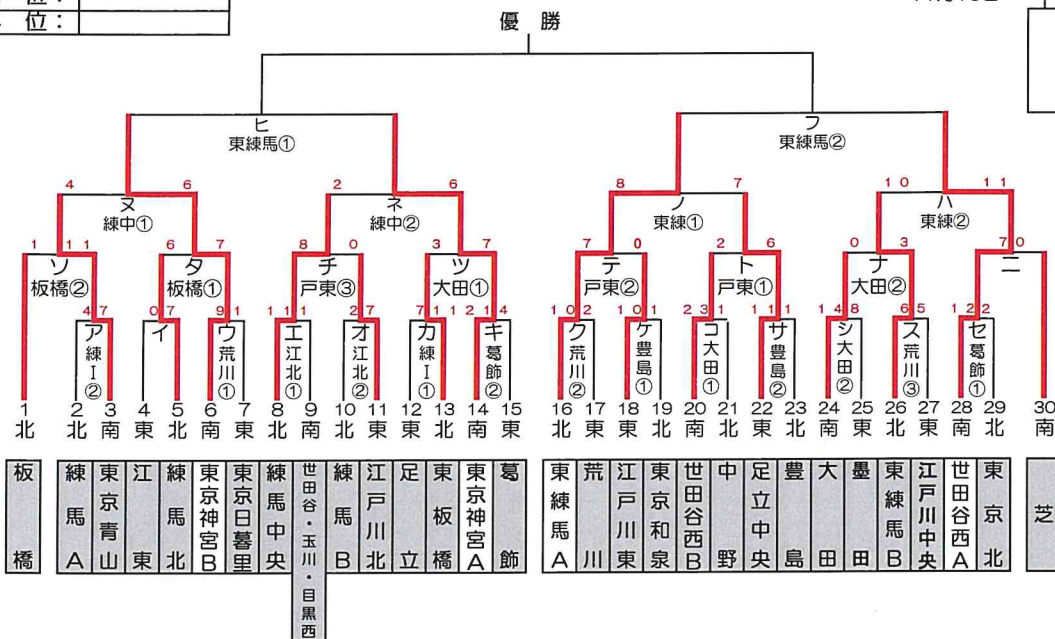 位：
位：
優勝
ヒ
東練馬①
フ
東練馬②
4 6 2 6 8 7 10 11
ヌ
練中①
ネ
練中②
ノ
東練①
ハ
東練②
1 11 6 7 8 0 3 7 7 0 2 6 0 3 7 0
ソ
板橋②
タ
板橋①
チ
戸東③
ツ
大田①
テ
戸東②
ト
戸東①
ナ
大田②
ニ
4 7 0 7 9 1 11 1 2 7 7 11 2 1 4 10 2 10 1 2 3 1 11 1 14 8 6 5 12 2
ア練Ⅰ②
イ
ウ荒川①
エ江北①
オ江北②
カ練Ⅰ①
キ葛飾②
ク荒川②
ケ豊島①
コ大田①
サ豊島②
シ大田②
ス荒川③
セ葛飾①
1 2 3 4 5 6 7 8 9 10 11 12 13 14 15 16 17 18 19 20 21 22 23 24 25 26 27 28 29 30
北 北 南 東 北 南 東 北 南 北 東 東 北 南 東 北 南 東 北 南 北 東 北 南 東 北 東 南 北 南
板橋
練馬A
東京青山
江東
練馬北
東京神宮B
東京日暮里
練馬中央
世田谷・玉川・目黒西
練馬B
江戸川北
足立
東板橋
東京神宮A
葛飾
東練馬A
荒川
江戸川東
東京和泉
世田谷西B
中野
足立中央
豊島
大田
墨田
東練馬B
江戸川中央
世田谷西A
東京北
芝